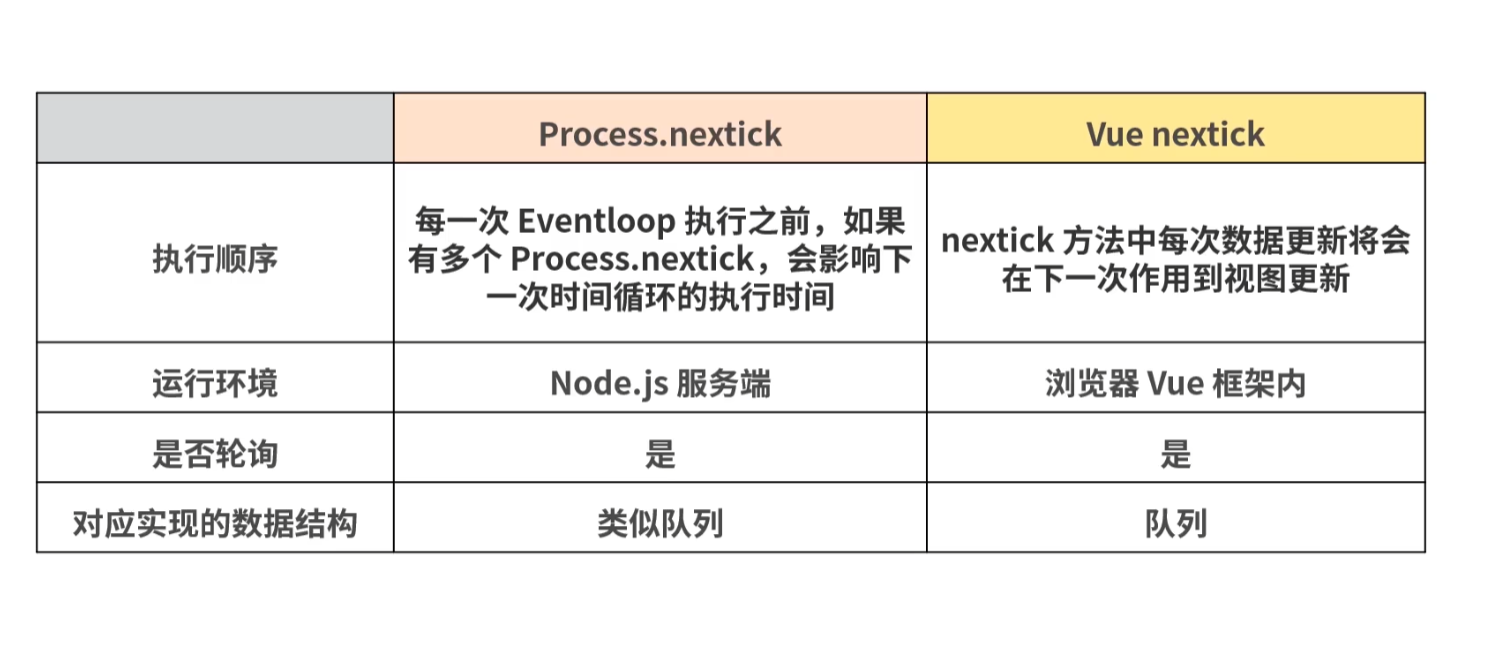 Process.nextick
Vue nextick
执行顺序
每一次 Eventloop 执行之前，如果
有多个 Process.nextick，会影响下
一次时间循环的执行时间
nextick 方法中每次数据更新将会
在下一次作用到视图更新
运行环境
Node.js 服务端
浏览器 Vue 框架内
是否轮询
是
是
对应实现的数据结构
类似队列
队列